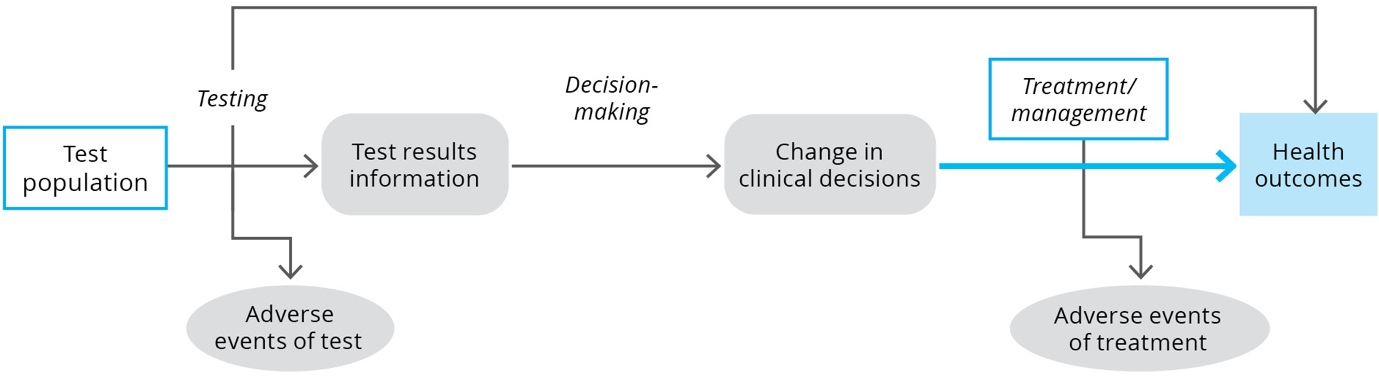 Testing
Decision-
making
Treatment/
management
Test
population
Test results
information
Change in
clinical decisions
Health
outcomes
Adverse
events of test
Adverse events
of treatment